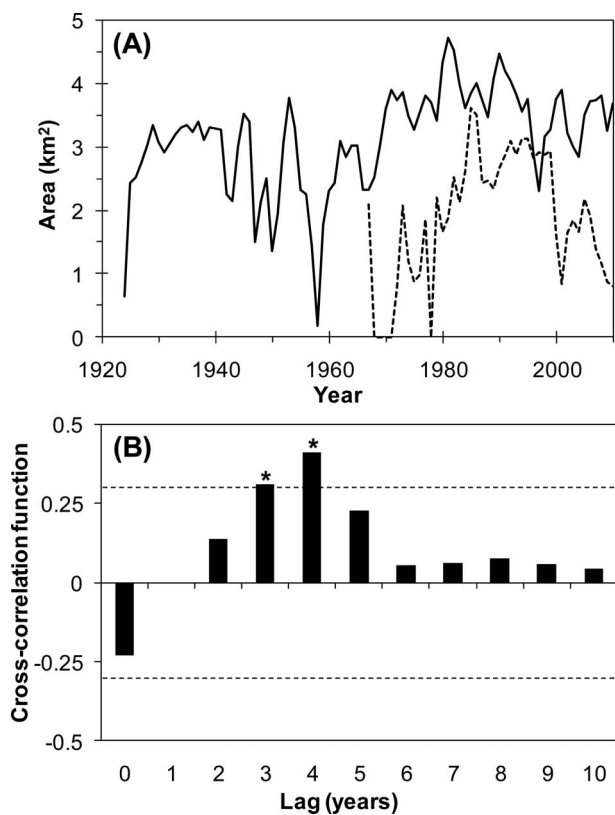 (A)
Area (km²)
5
4
3
2
1
0
1920 1940 1960 1980 2000
Year
(B)
Cross-correlation function
0.5
0.25
0
-0.25
-0.5
* *
0 1 2 3 4 5 6 7 8 9 10
Lag (years)